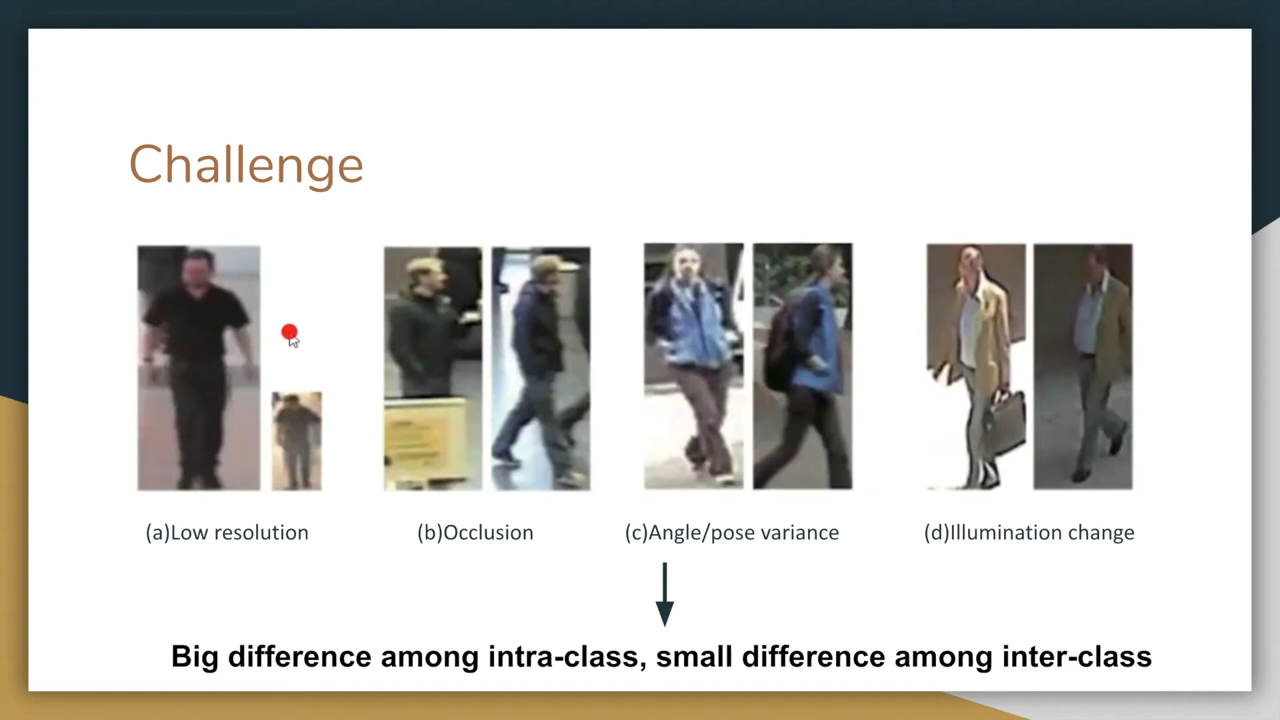 Challenge
(a)Low resolution
(b)Occlusion
(c)Angle/pose variance
(d)Illumination change
Big difference among intra-class, small difference among inter-class